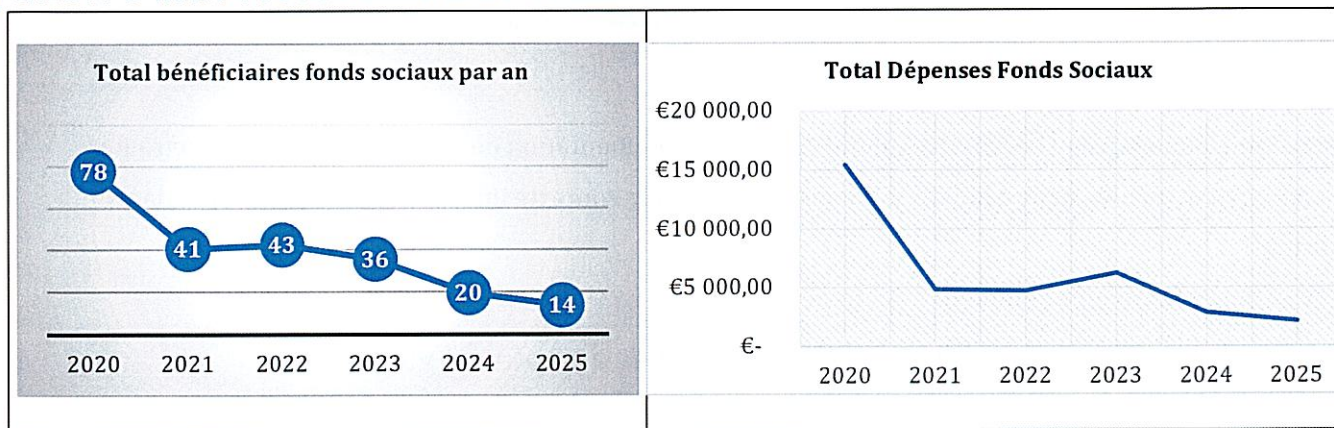 Total bénéficiaires fonds sociaux par an
78
41
43
36
20
14
2020 2021 2022 2023 2024 2025
Total Dépenses Fonds Sociaux
€20 000,00
€15 000,00
€10 000,00
€5 000,00
€-
2020 2021 2022 2023 2024 2025